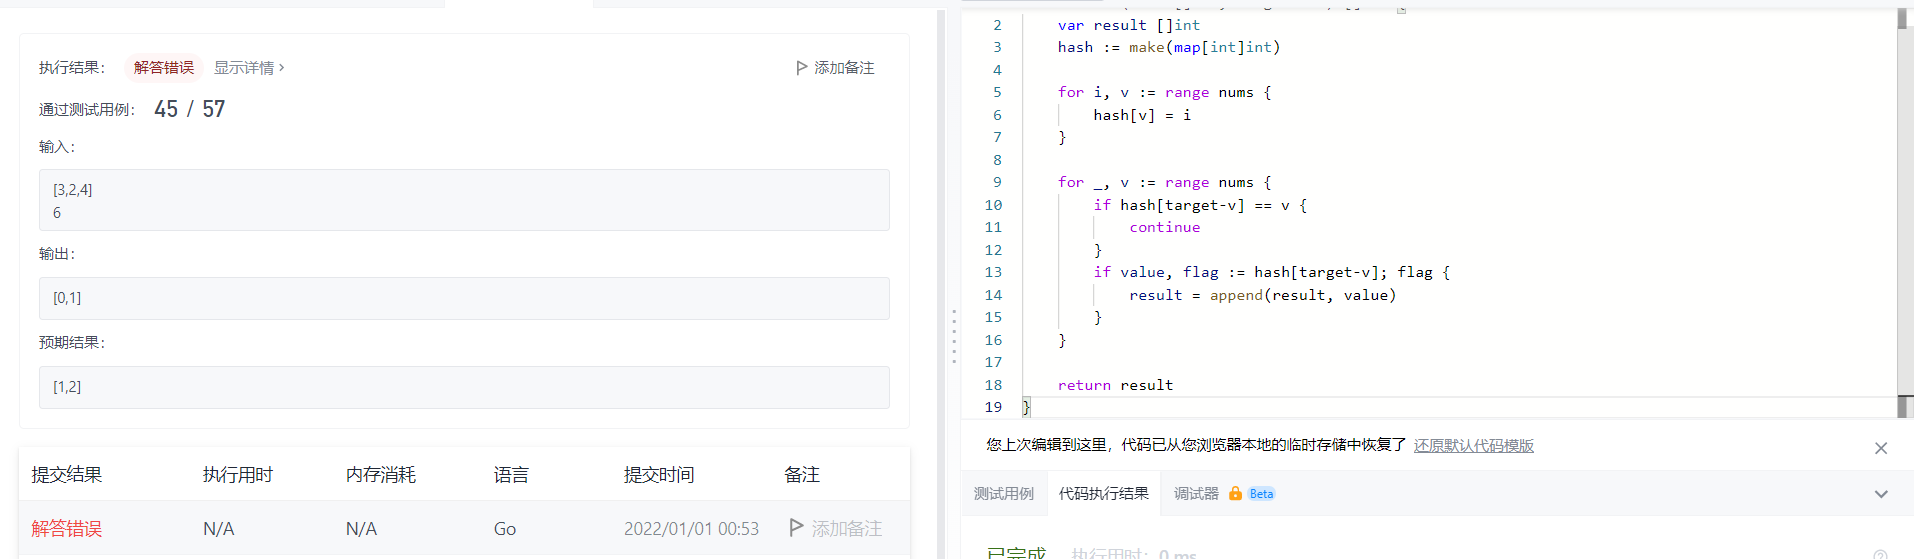 执行结果：
解答错误
显示详情 ›
添加备注
通过测试用例：
45 / 57
输入：
[3,2,4]
6
输出：
[0,1]
预期结果：
[1,2]
提交结果 执行用时 内存消耗 语言 提交时间 备注
解答错误 N/A N/A Go 2022/01/01 00:53 添加备注
2 var result []int
3 hash := make(map[int]int)
4
5 for i, v := range nums {
6 hash[v] = i
7 }
8
9 for _, v := range nums {
10 if hash[target-v] == v {
11 continue
12 }
13 if value, flag := hash[target-v]; flag {
14 result = append(result, value)
15 }
16 }
17
18 return result
19 }
您上次编辑到这里，代码已从您浏览器本地的临时存储中恢复了 还原默认代码模版
测试用例 代码执行结果 调试器 Beta
已完成 执行用时：0 ms